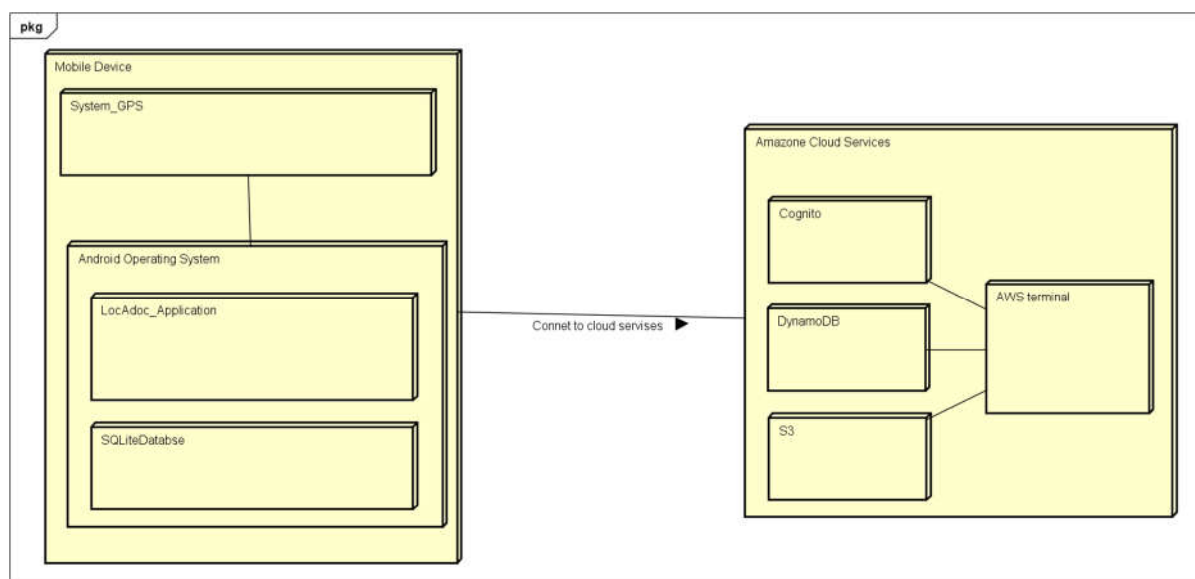 pkg
Mobile Device
System_GPS
Android Operating System
LocAdoc_Application
SQLiteDatabse
Connet to cloud servises
Amazone Cloud Services
Cognito
DynamoDB
S3
AWS terminal